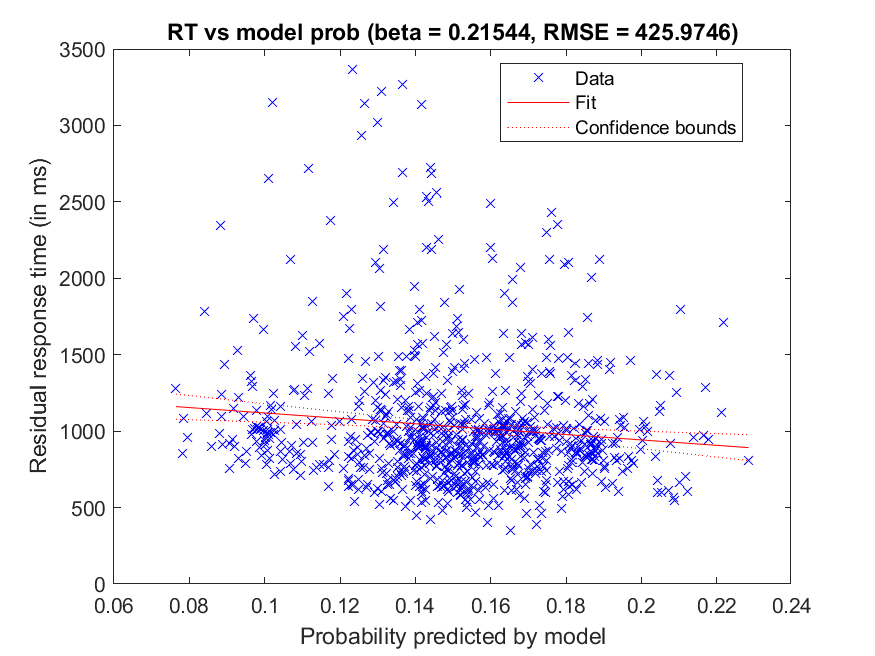 RT vs model prob (beta = 0.21544, RMSE = 425.9746)
3500
3000
2500
2000
1500
1000
500
0
Residual response time (in ms)
Data
Fit
Confidence bounds
0.06 0.08 0.1 0.12 0.14 0.16 0.18 0.2 0.22 0.24
Probability predicted by model